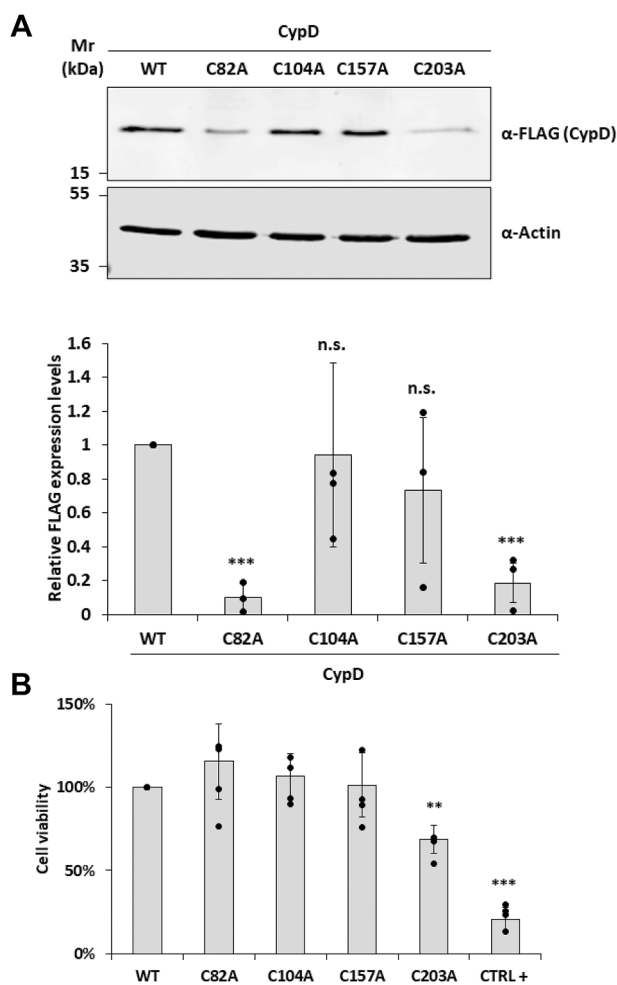 A
CypD
Mr
(kDa)
WT C82A C104A C157A C203A
α-FLAG (CypD)
15
55
α-Actin
35
Relative FLAG expression levels
1.6
1.4
1.2
1
0.8
0.6
0.4
0.2
0
n.s.
n.s.
***
***
WT C82A C104A C157A C203A
CypD
B
Cell viability
150%
100%
50%
0%
**
***
WT C82A C104A C157A C203A CTRL +